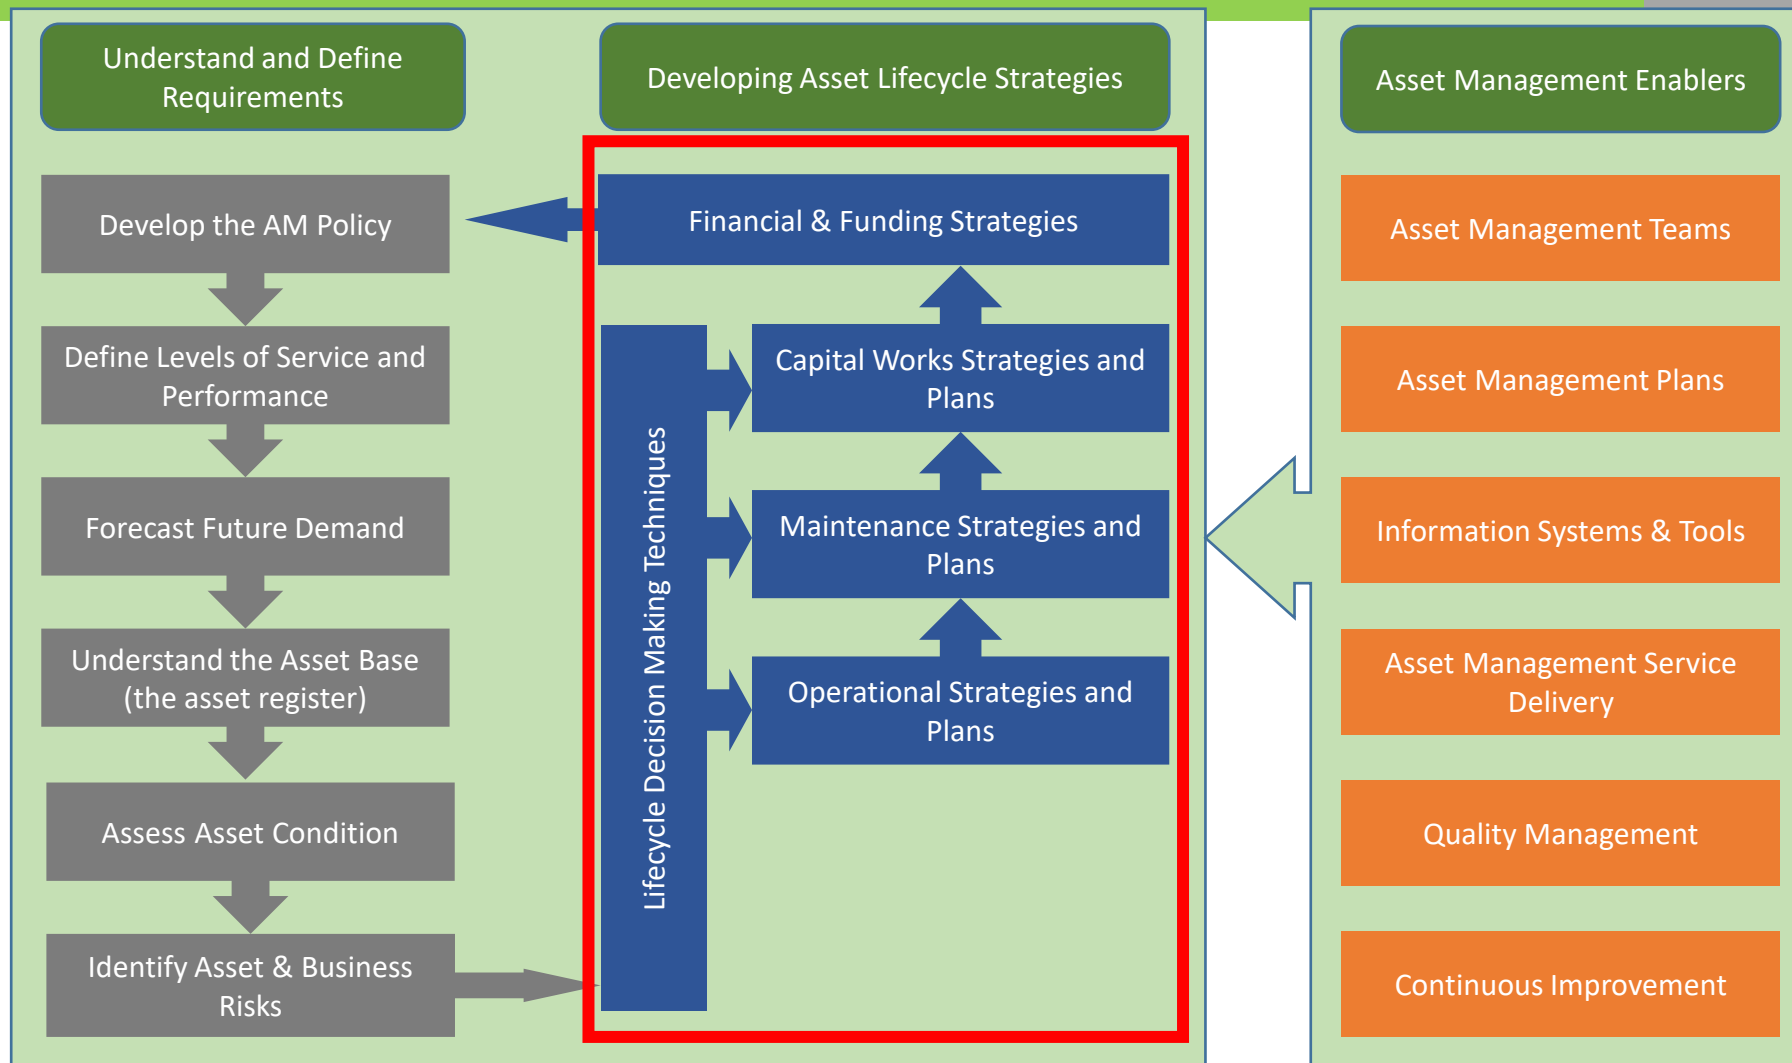 Understand and Define
Requirements
Develop the AM Policy
Define Levels of Service and
Performance
Forecast Future Demand
Understand the Asset Base
(the asset register)
Assess Asset Condition
Identify Asset & Business
Risks
Developing Asset Lifecycle Strategies
Financial & Funding Strategies
Lifecycle Decision Making Techniques
Capital Works Strategies and
Plans
Maintenance Strategies and
Plans
Operational Strategies and
Plans
Asset Management Enablers
Asset Management Teams
Asset Management Plans
Information Systems & Tools
Asset Management Service
Delivery
Quality Management
Continuous Improvement